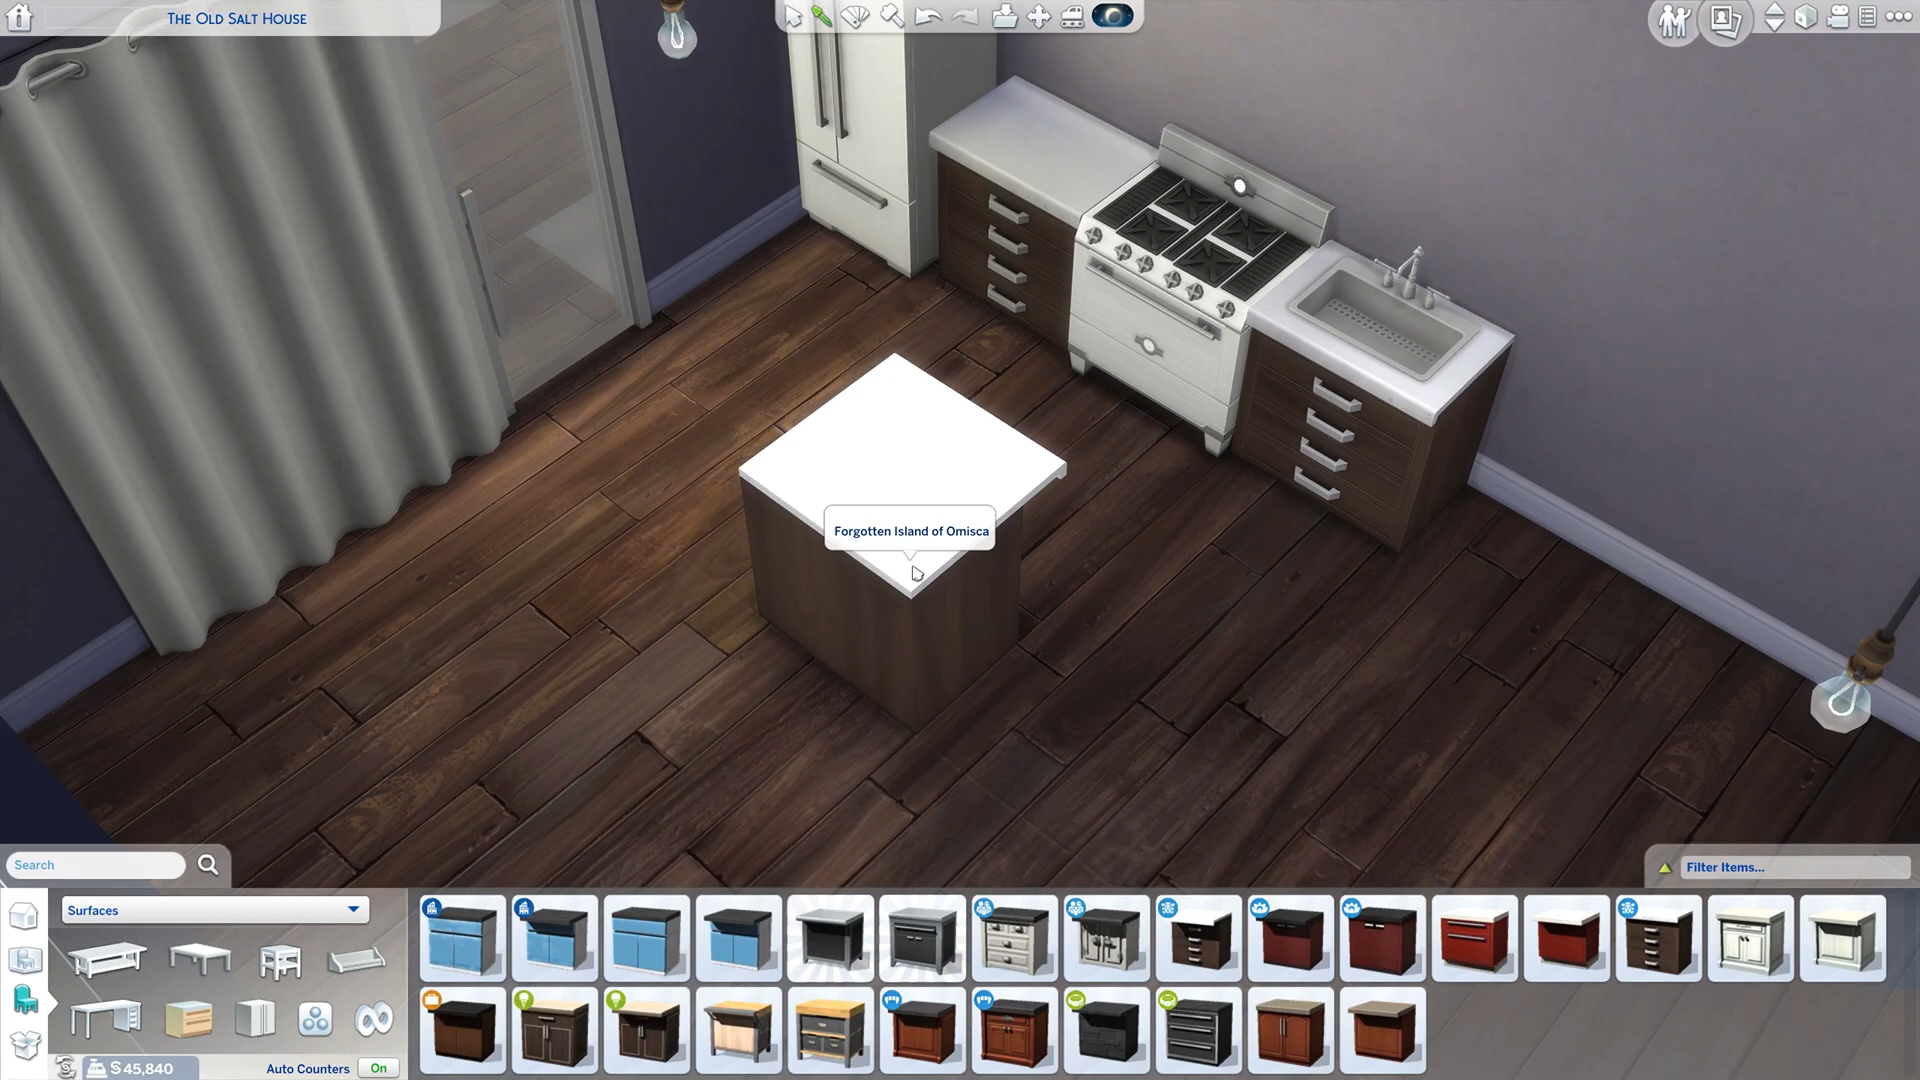 The Old Salt House
Forgotten Island of Omisca
Search
Filter Items...
Surfaces
§45,840
Auto Counters
On